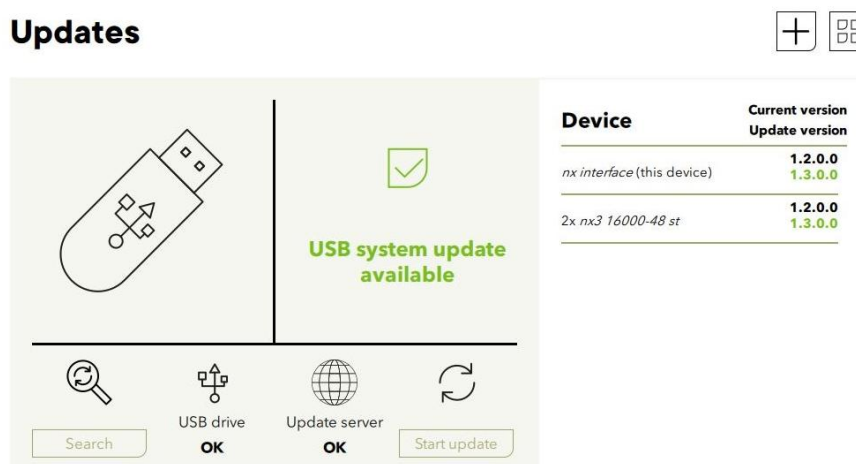 Updates
USB system update
available
Search
USB drive
OK
Update server
OK
Start update
Device
Current version
Update version
nx interface (this device)
1.2.0.0
1.3.0.0
2x nx3 16000-48 st
1.2.0.0
1.3.0.0